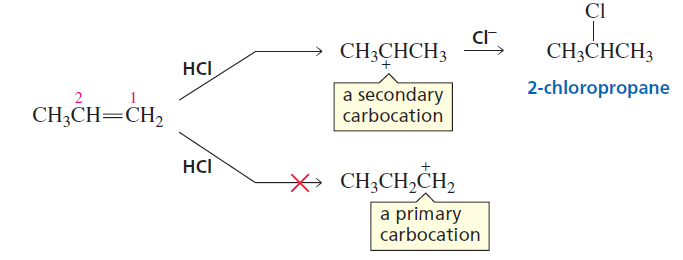 HCl
CH₃CHCH₃
+
Cl⁻
Cl
CH₃CHCH₃
2-chloropropane
a secondary
carbocation
2 1
CH₃CH=CH₂
HCl
+
CH₃CH₂CH₂
a primary
carbocation